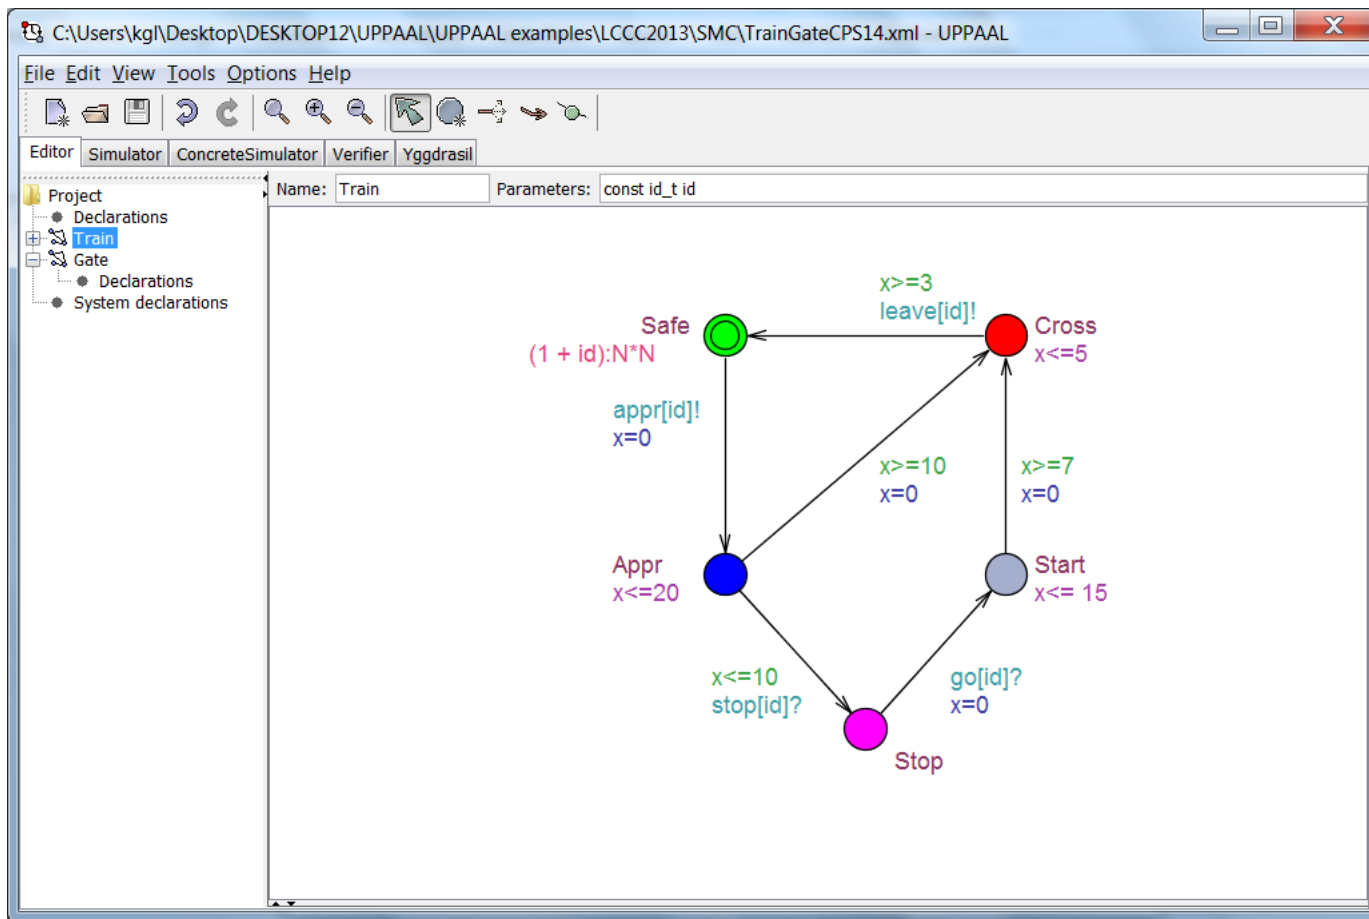 C:\Users\kgl\Desktop\DESKTOP12\UPPAAL\UPPAAL examples\LCCC2013\SMC\TrainGateCPS14.xml - UPPAAL
File Edit View Tools Options Help
Editor Simulator ConcreteSimulator Verifier Yggdrasil
Project
Declarations
Train
Gate
Declarations
System declarations
Name: Train Parameters: const id_t id
x>=3
leave[id]!
Safe
(1 + id):N*N
Cross
x<=5
appr[id]!
x=0
x>=10
x=0
x>=7
x=0
Appr
x<=20
Start
x<= 15
x<=10
stop[id]?
go[id]?
x=0
Stop